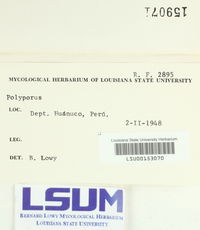 159071
R. F. 2895
MYCOLOGICAL HERBARIUM OF LOUISIANA STATE UNIVERSITY
Polyporus
LOC. Dept. Huánuco, Perú,
2-II-1948
LEG.
Louisiana State University Herbarium
LSU00163070
DET. B. Lowy
LSUM
BERNARD LOWY MYCOLOGICAL HERBARIUM
LOUISIANA STATE UNIVERSITY